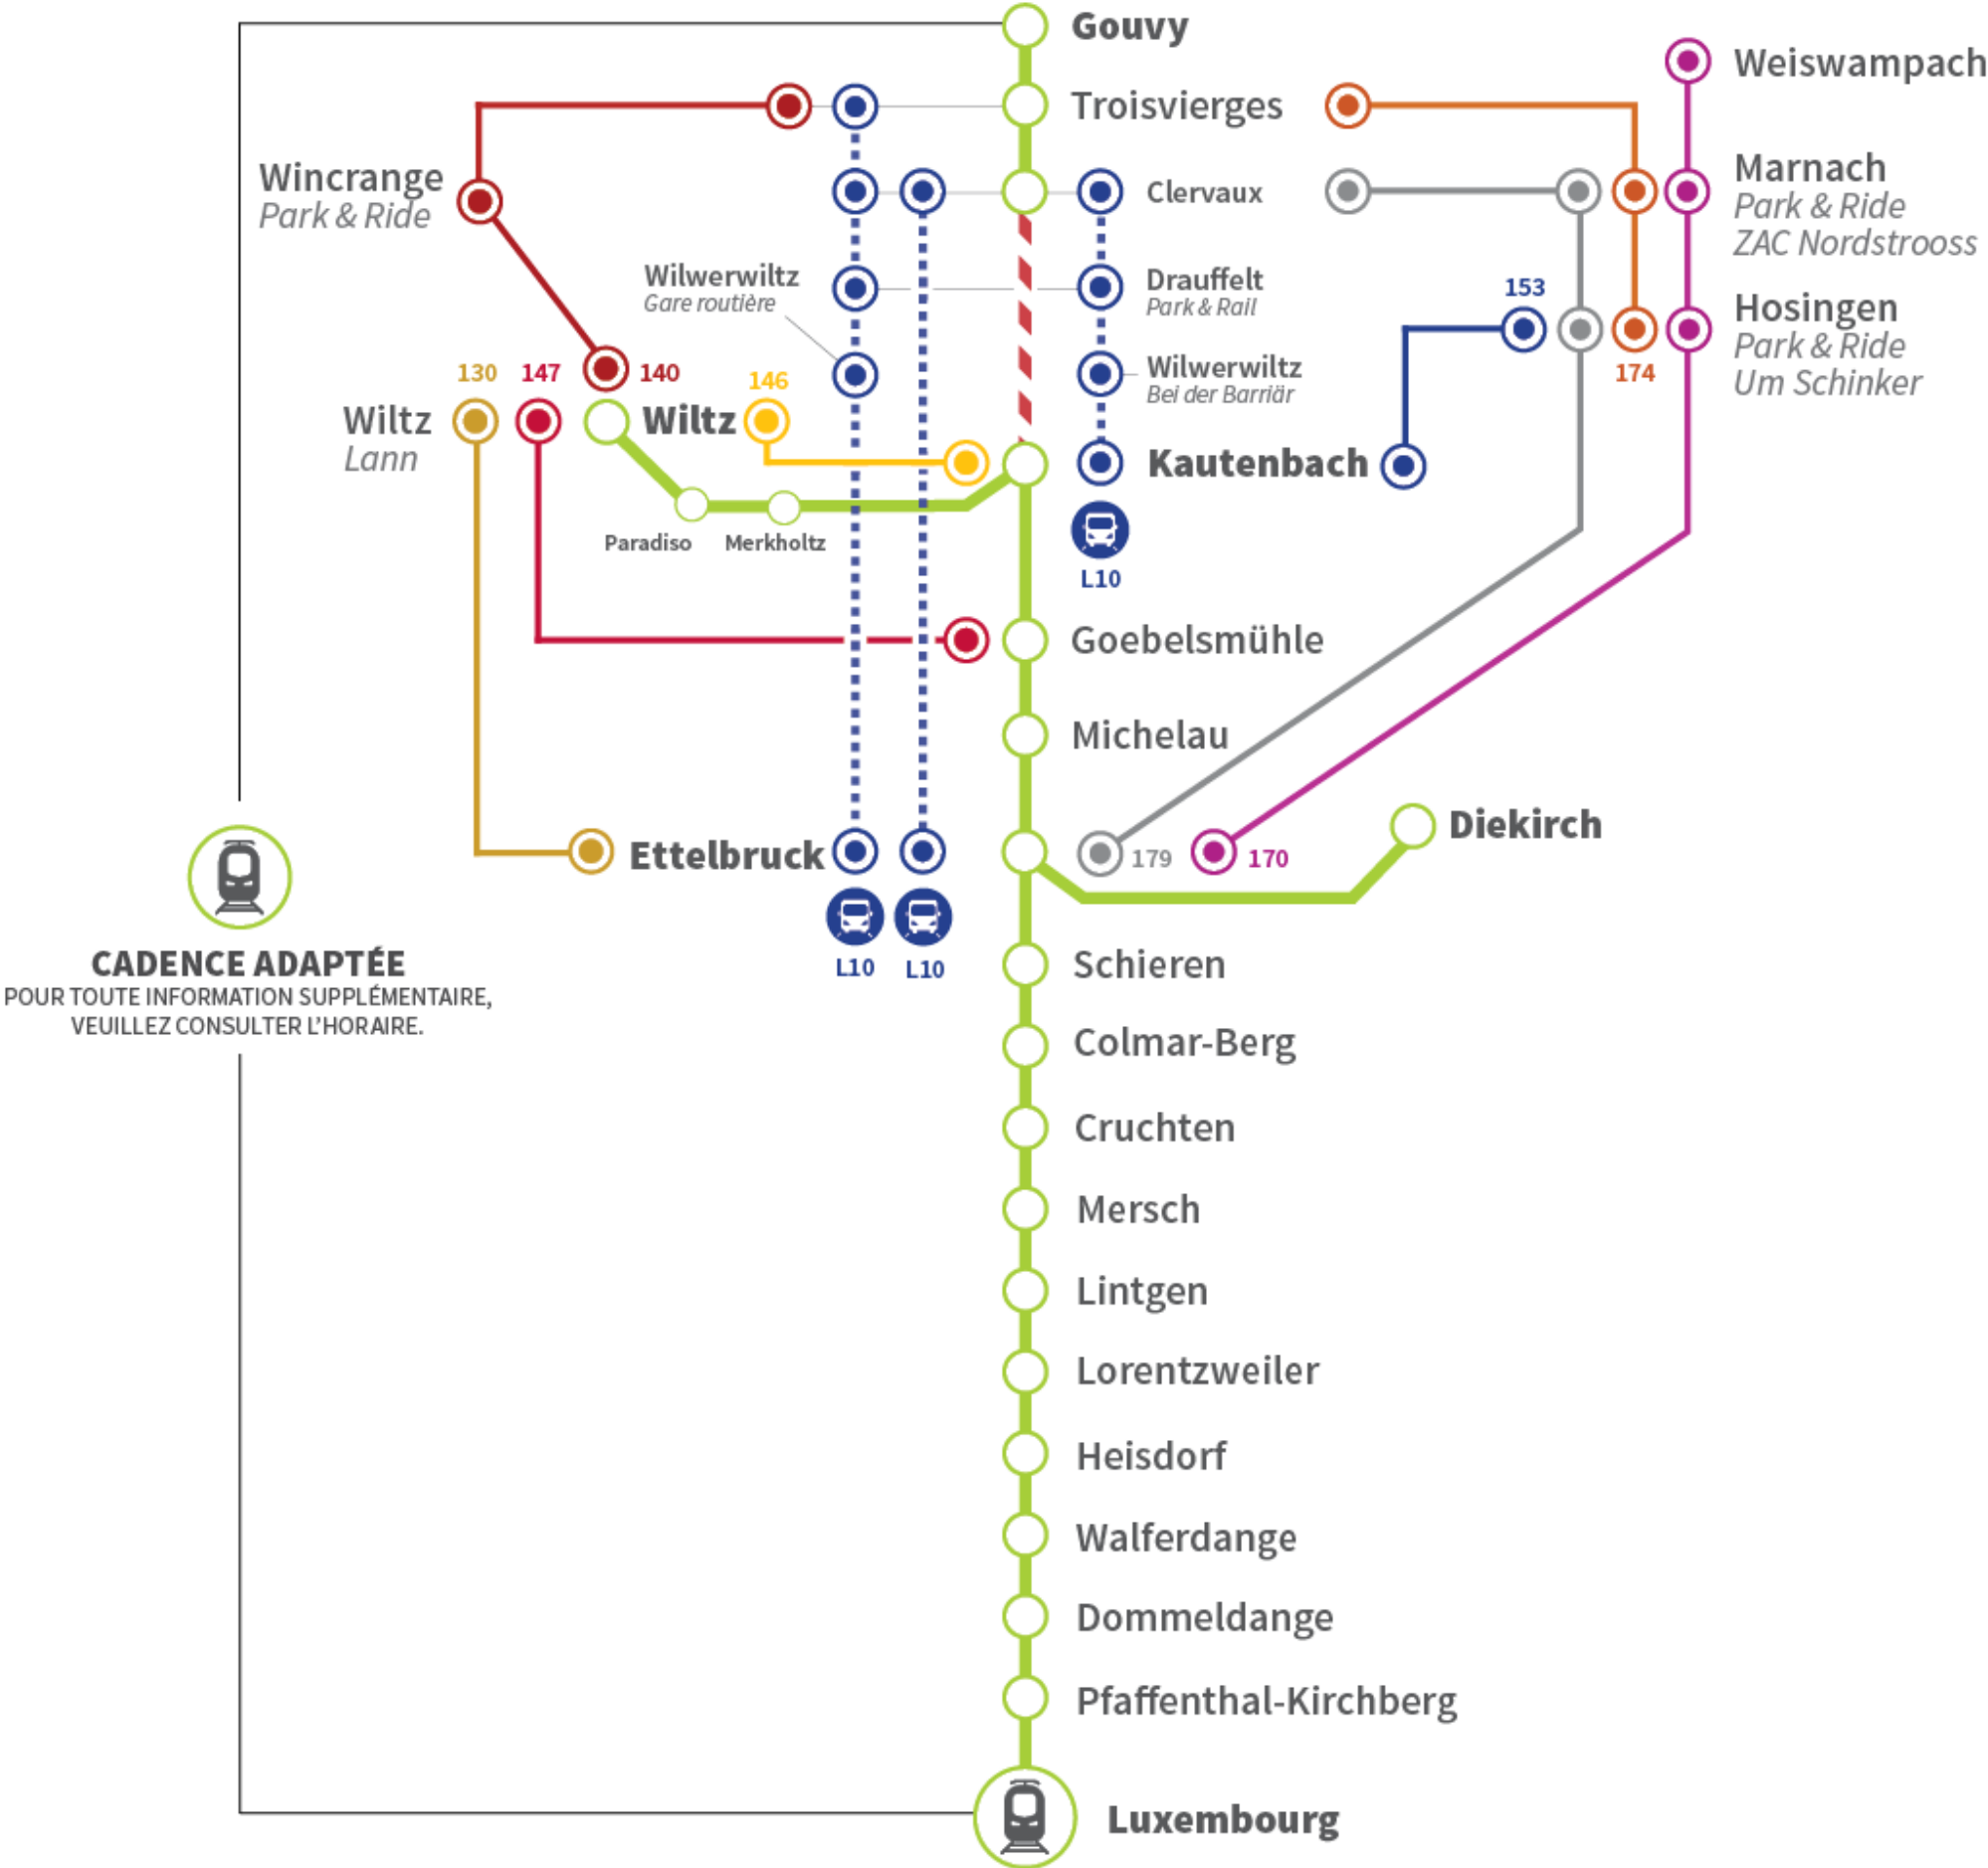 Gouvy
Weiswampach
Troisvierges
Marnach
Park & Ride
ZAC Nordstrooss
Wincrange
Park & Ride
Clervaux
Wilwerwiltz
Gare routière
Drauffelt
Park & Rail
153
Hosingen
Park & Ride
Um Schinker
Wilwerwiltz
Bei der Barriär
130
147
140
146
174
Wiltz
Lann
Wiltz
Kautenbach
Paradiso
Merkholtz
L10
Goebelsmühle
Michelau
Diekirch
Ettelbruck
179
170
L10
L10
CADENCE ADAPTÉE
POUR TOUTE INFORMATION SUPPLÉMENTAIRE,
VEUILLEZ CONSULTER L'HORAIRE.
Schieren
Colmar-Berg
Cruchten
Mersch
Lintgen
Lorentzweiler
Heisdorf
Walferdange
Dommeldange
Pfaffenthal-Kirchberg
Luxembourg